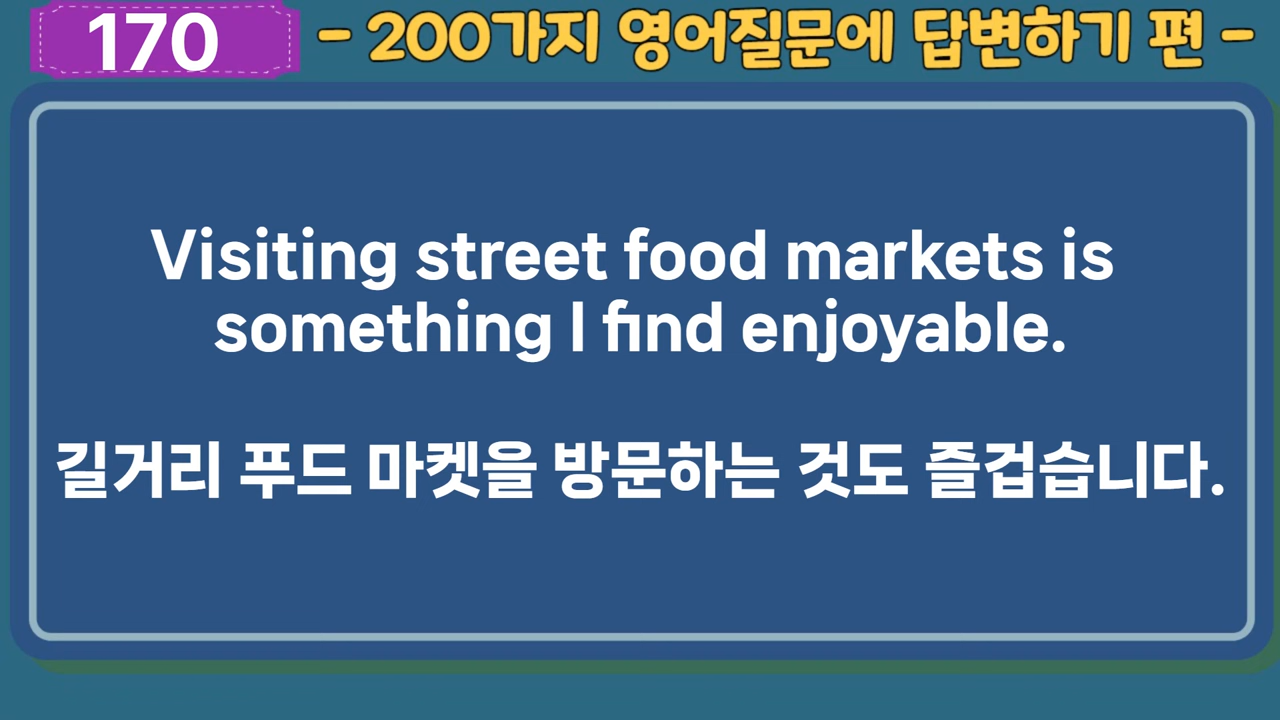 170
- 200가지 영어질문에 답변하기 편 -
Visiting street food markets is
something I find enjoyable.
길거리 푸드 마켓을 방문하는 것도 즐겁습니다.